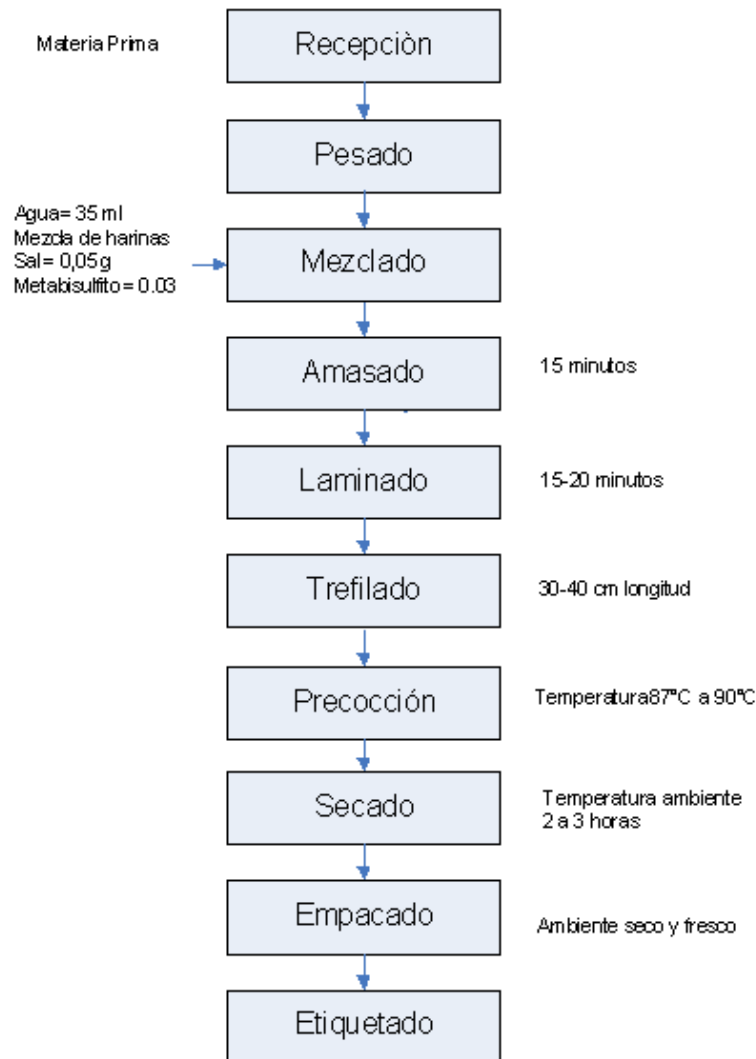 Materia Prima
Recepciòn
Pesado
Agua= 35 ml
Mezcla de harinas
Sal= 0,05 g
Metabisulfito= 0.03
Mezclado
Amasado
15 minutos
Laminado
15-20 minutos
Trefilado
30-40 cm longitud
Precocción
Temperatura87°C a 90°C
Secado
Temperatura ambiente
2 a 3 horas
Empacado
Ambiente seco y fresco
Etiquetado